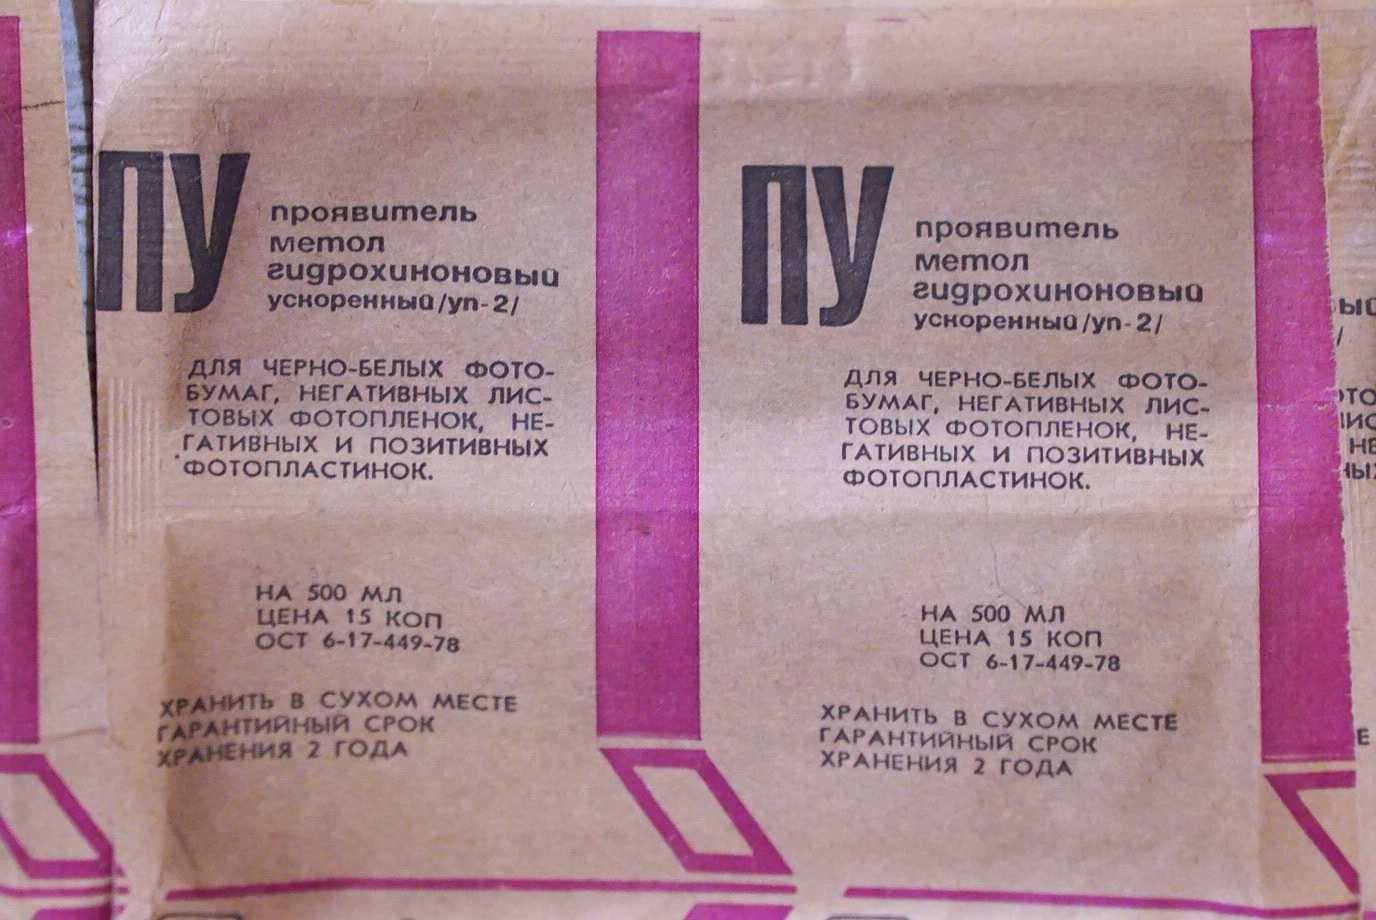 ПУ
проявитель
метол
гидрохиноновый
ускоренный/уп-2/
ДЛЯ ЧЕРНО-БЕЛЫХ ФОТО-
БУМАГ, НЕГАТИВНЫХ ЛИС-
ТОВЫХ ФОТОПЛЕНОК, НЕ-
ГАТИВНЫХ И ПОЗИТИВНЫХ
ФОТОПЛАСТИНОК.
НА 500 МЛ
ЦЕНА 15 КОП
ОСТ 6-17-449-78
ХРАНИТЬ В СУХОМ МЕСТЕ
ГАРАНТИЙНЫЙ СРОК
ХРАНЕНИЯ 2 ГОДА
ПУ
проявитель
метол
гидрохиноновый
ускоренный/уп-2/
ДЛЯ ЧЕРНО-БЕЛЫХ ФОТО-
БУМАГ, НЕГАТИВНЫХ ЛИС-
ТОВЫХ ФОТОПЛЕНОК, НЕ-
ГАТИВНЫХ И ПОЗИТИВНЫХ
ФОТОПЛАСТИНОК.
НА 500 МЛ
ЦЕНА 15 КОП
ОСТ 6-17-449-78
ХРАНИТЬ В СУХОМ МЕСТЕ
ГАРАНТИЙНЫЙ СРОК
ХРАНЕНИЯ 2 ГОДА